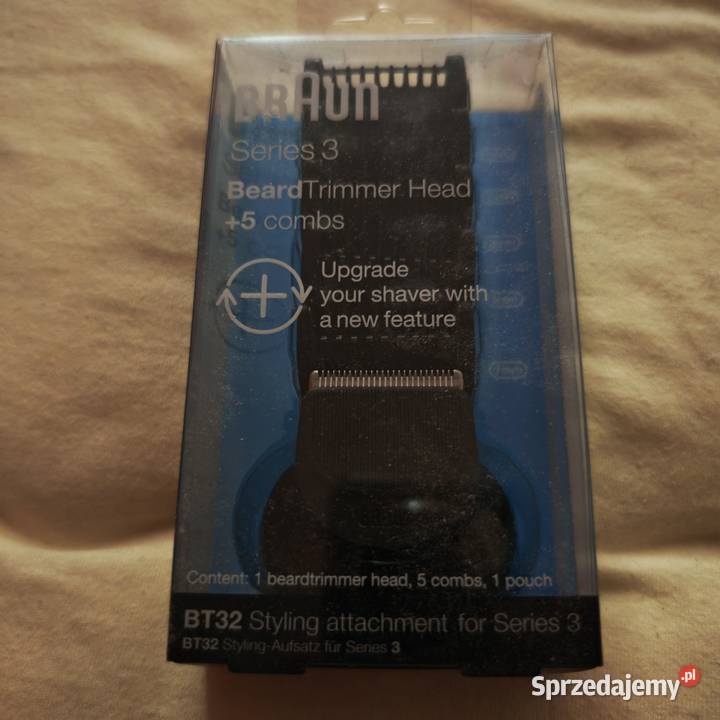 BRAUN
Series 3
BeardTrimmer Head
+5 combs
Upgrade
your shaver with
a new feature
Content: 1 beardtrimmer head, 5 combs, 1 pouch
BT32 Styling attachment for Series 3
BT32 Styling-Aufsatz für Series 3
Sprzedajemy.pl